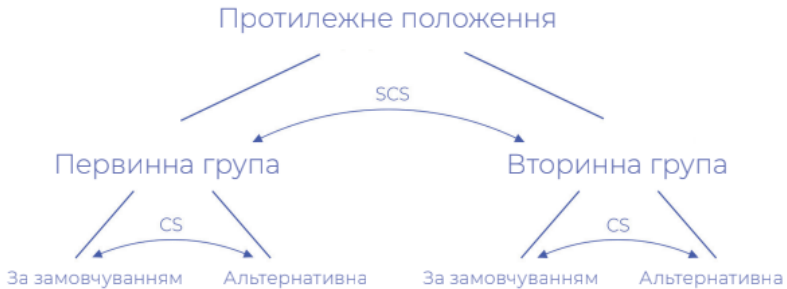 Протилежне положення
SCS
Первинна група
Вторинна група
CS
CS
За замовчуванням
Альтернативна
За замовчуванням
Альтернативна